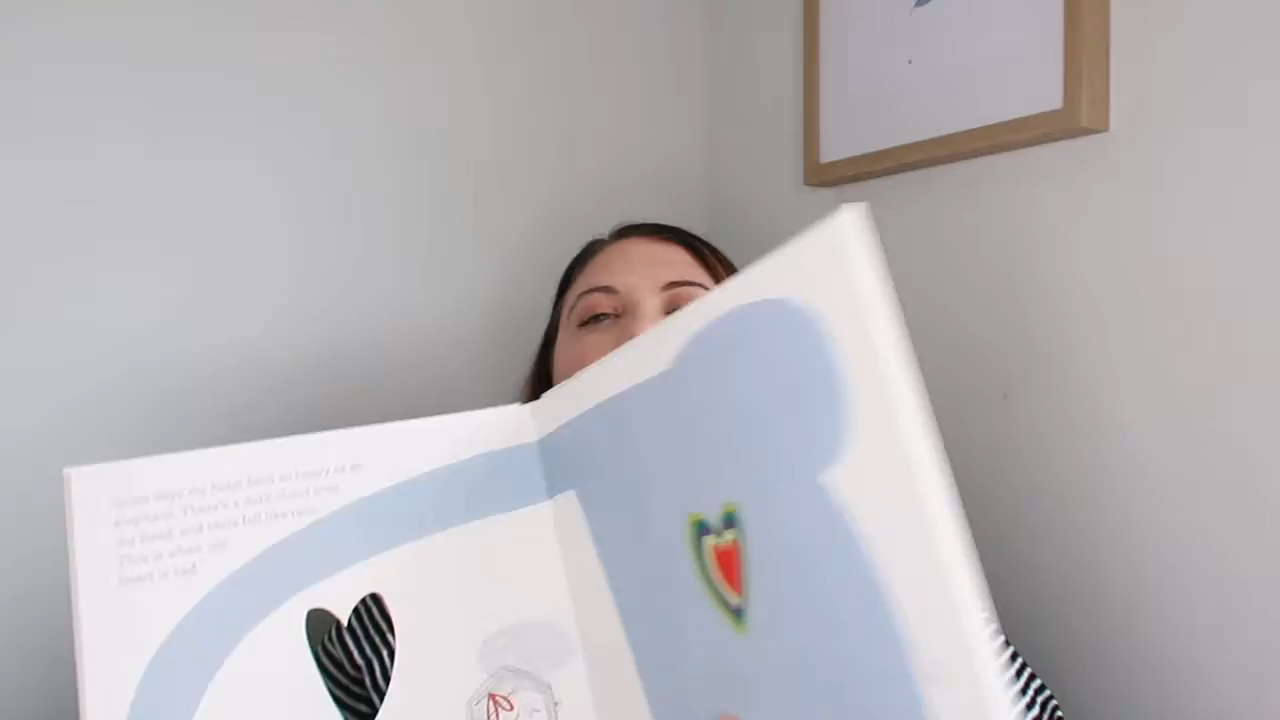 Some days my heart feels as heavy as an
elephant. There's a dark cloud over
my head, and tears fall like rain.
This is when my
heart is sad.